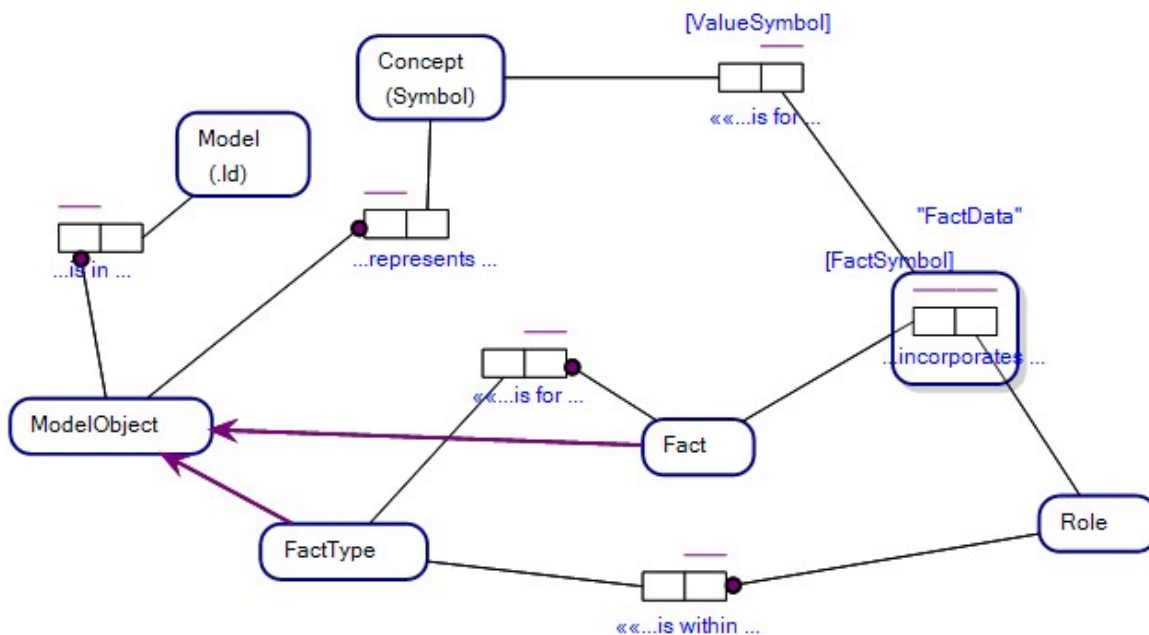 [ValueSymbol]
Concept
(Symbol)
««...is for ...
Model
(.Id)
"FactData"
...is in ...
...represents ...
[FactSymbol]
...incorporates ...
««...is for ...
ModelObject
Fact
Role
FactType
««...is within ...